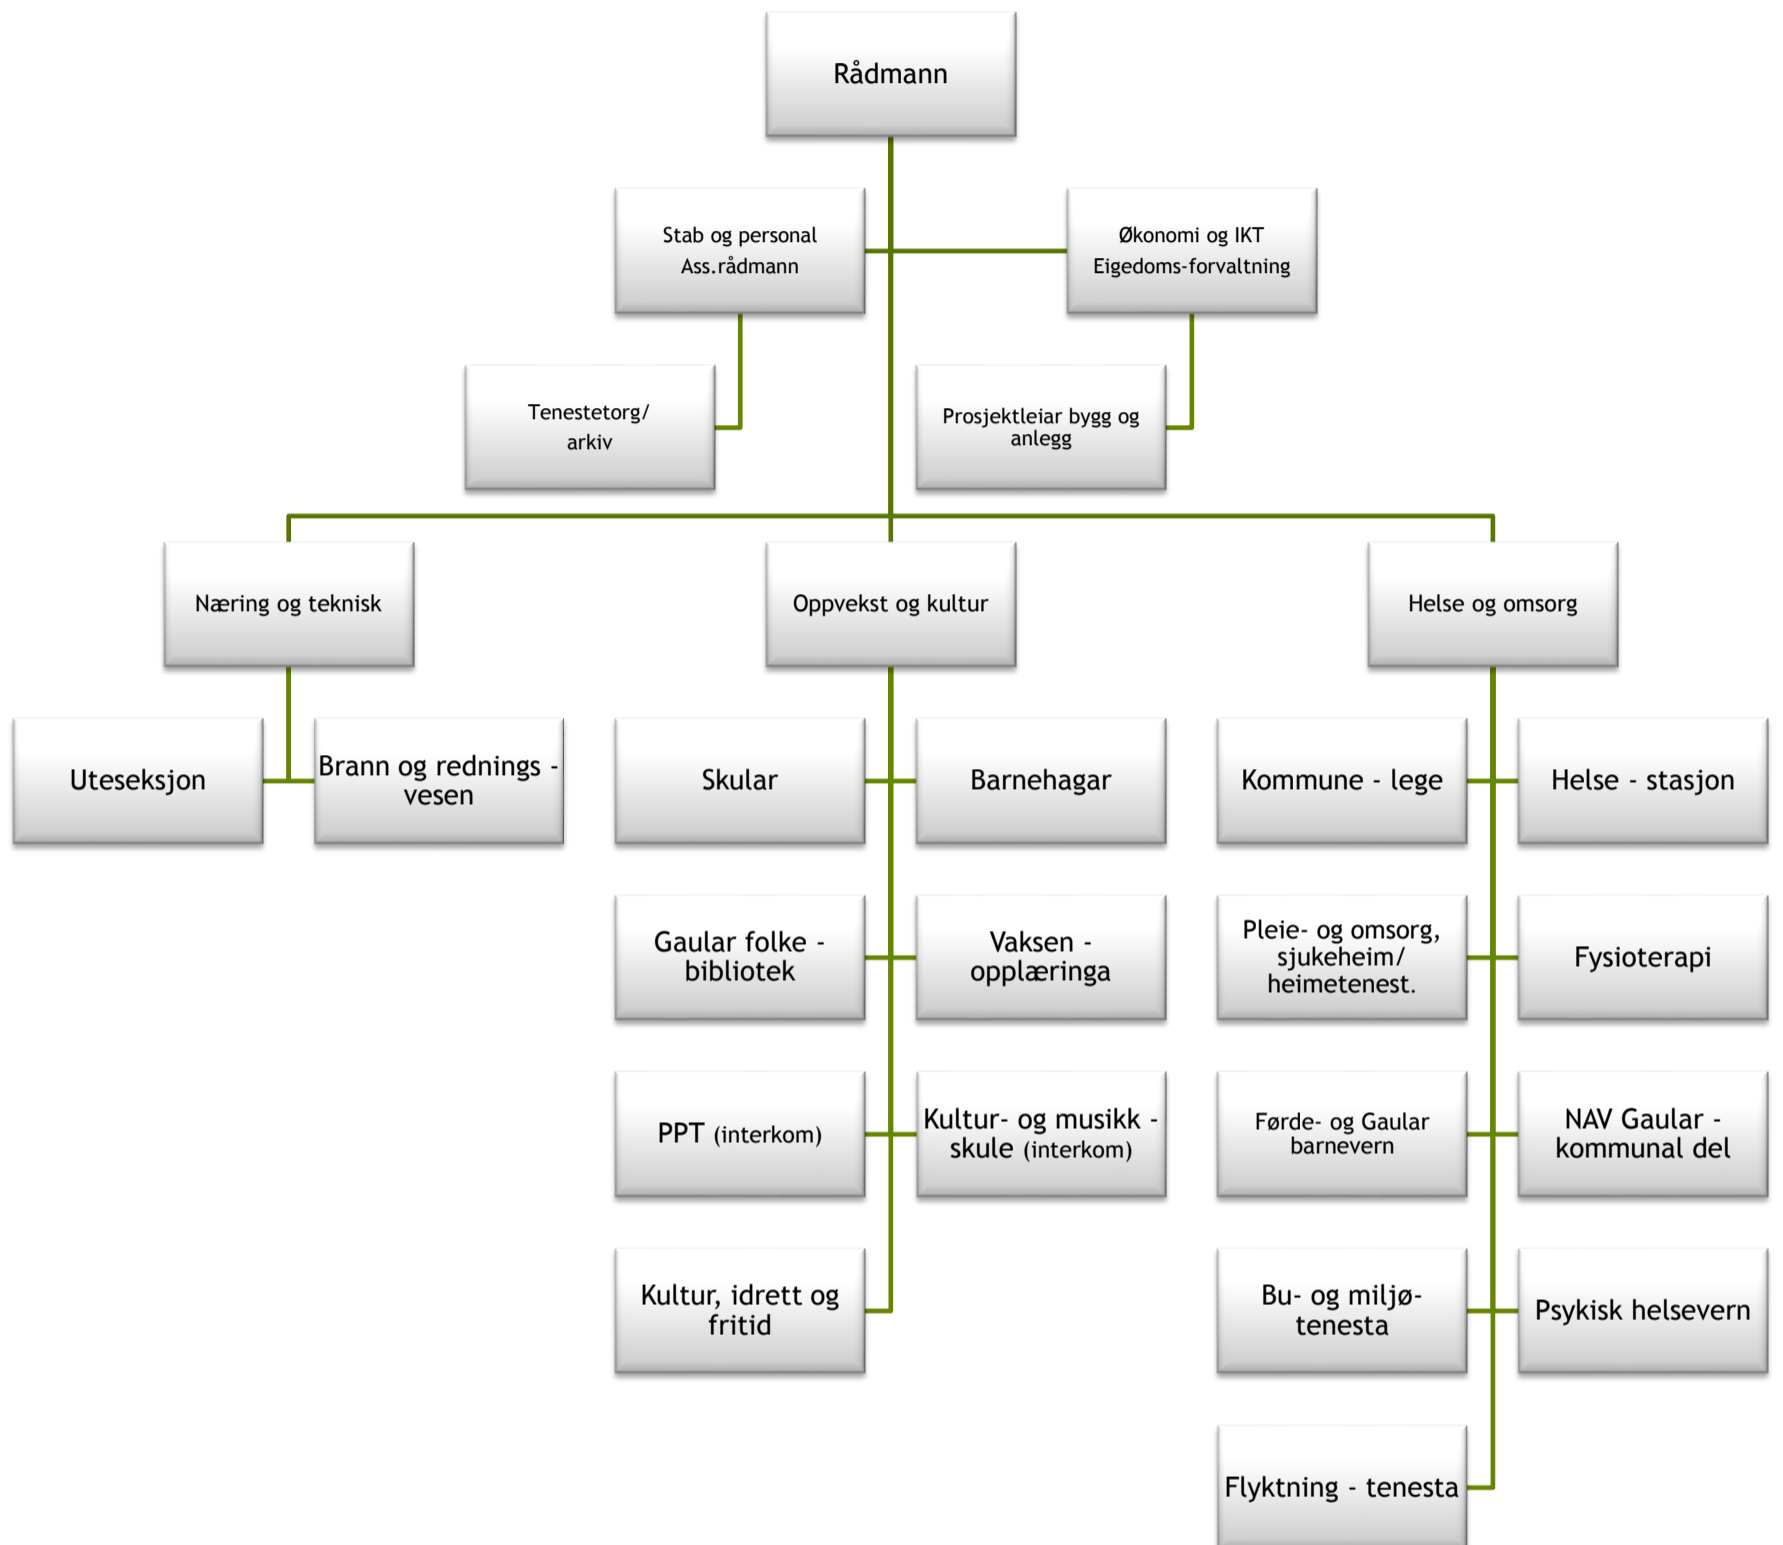 Rådmann
Stab og personal
Ass.rådmann
Økonomi og IKT
Eigedoms-forvaltning
Tenestetorg/
arkiv
Prosjektleiar bygg og
anlegg
Næring og teknisk
Oppvekst og kultur
Helse og omsorg
Uteseksjon
Brann og rednings -
vesen
Skular
Barnehagar
Kommune - lege
Helse - stasjon
Gaular folke -
bibliotek
Vaksen -
opplæringa
Pleie- og omsorg,
sjukeheim/
heimetenest.
Fysioterapi
PPT (interkom)
Kultur- og musikk -
skule (interkom)
Førde- og Gaular
barnevern
NAV Gaular -
kommunal del
Kultur, idrett og
fritid
Bu- og miljø-
tenesta
Psykisk helsevern
Flyktning - tenesta